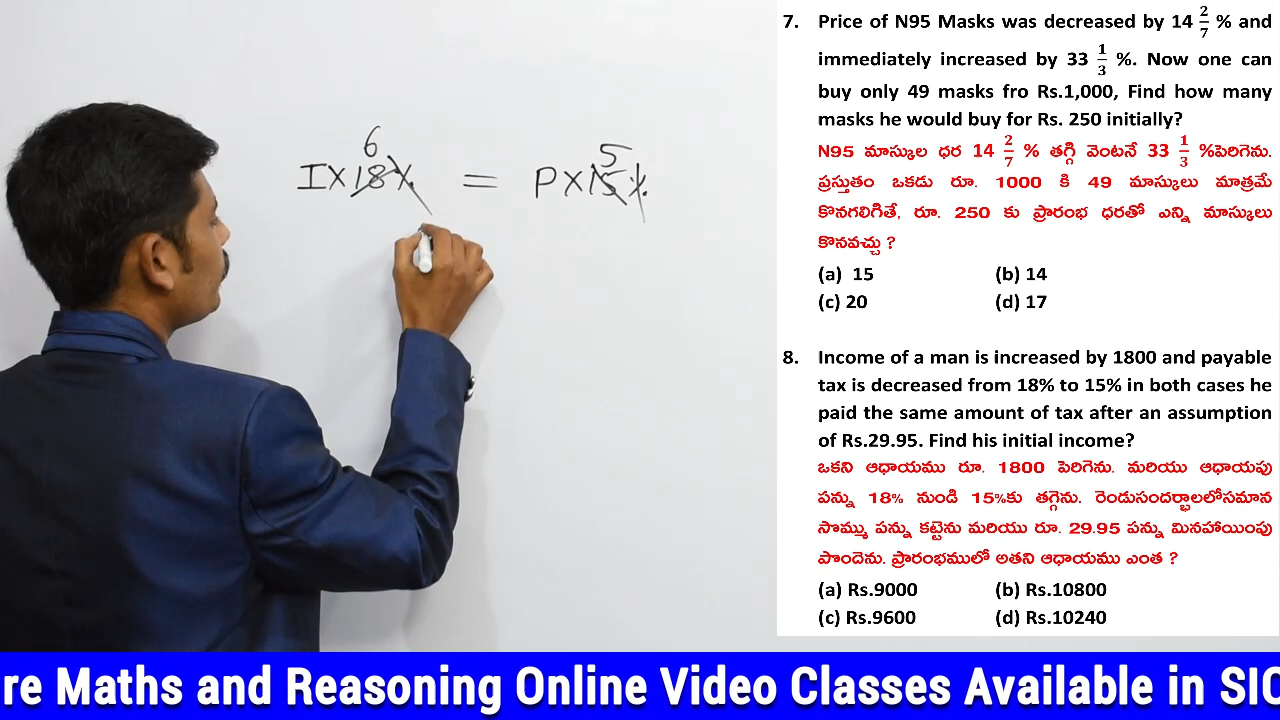 6
I X 18 %. = P X 15 %.
5
7. Price of N95 Masks was decreased by 14 2/7 % and
immediately increased by 33 1/3 %. Now one can
buy only 49 masks fro Rs.1,000, Find how many
masks he would buy for Rs. 250 initially?
N95 మాస్కుల ధర 14 2/7 % తగ్గి వెంటనే 33 1/3 %పెరిగెను.
ప్రస్తుతం ఒకడు రూ. 1000 కి 49 మాస్కులు మాత్రమే
కొనగలిగితే, రూ. 250 కు ప్రారంభ ధరతో ఎన్ని మాస్కులు
కొనవచ్చు ?
(a) 15 (b) 14
(c) 20 (d) 17
8. Income of a man is increased by 1800 and payable
tax is decreased from 18% to 15% in both cases he
paid the same amount of tax after an assumption
of Rs.29.95. Find his initial income?
ఒకని ఆధాయము రూ. 1800 పెరిగెను. మరియు ఆధాయపు
పన్ను 18% నుండి 15%కు తగ్గెను. రెండుసందర్భాలలోసమాన
సొమ్ము పన్ను కట్టెను మరియు రూ. 29.95 పన్ను మినహాయింపు
పొందెను. ప్రారంభములో అతని ఆధాయము ఎంత ?
(a) Rs.9000 (b) Rs.10800
(c) Rs.9600 (d) Rs.10240
re Maths and Reasoning Online Video Classes Available in SIC